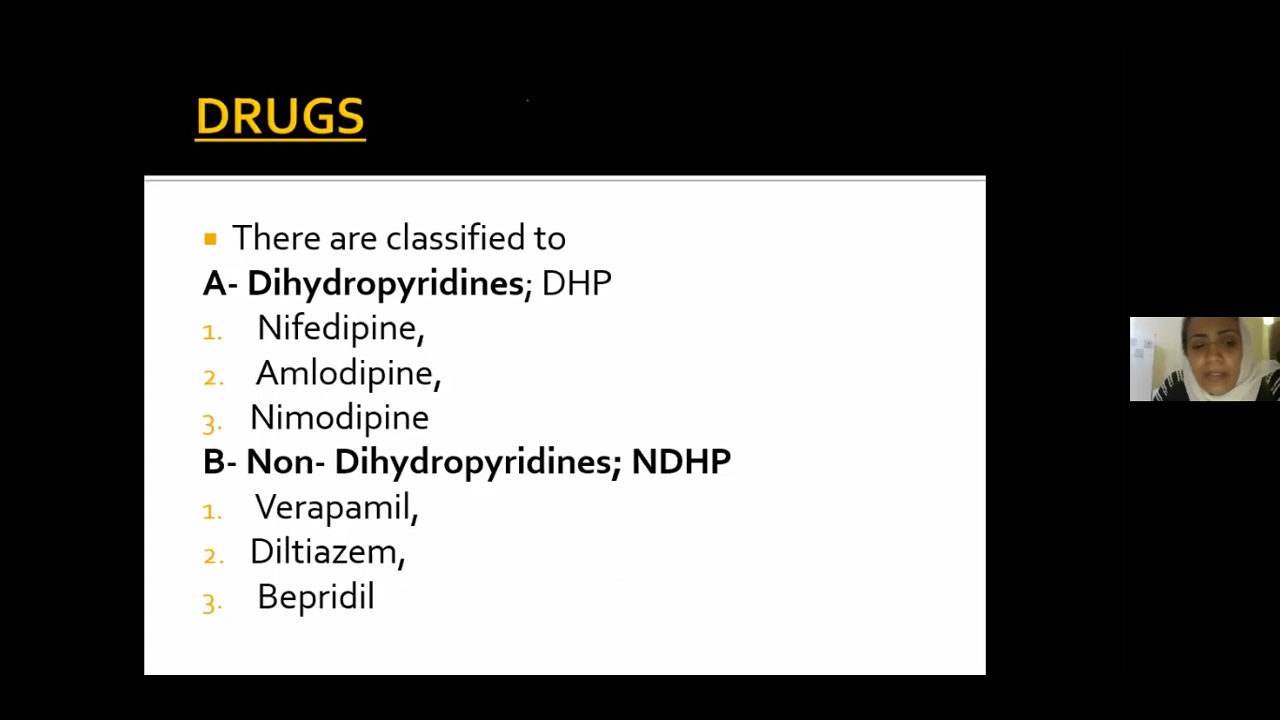 DRUGS
There are classified to
A- Dihydropyridines; DHP
1. Nifedipine,
2. Amlodipine,
3. Nimodipine
B- Non- Dihydropyridines; NDHP
1. Verapamil,
2. Diltiazem,
3. Bepridil